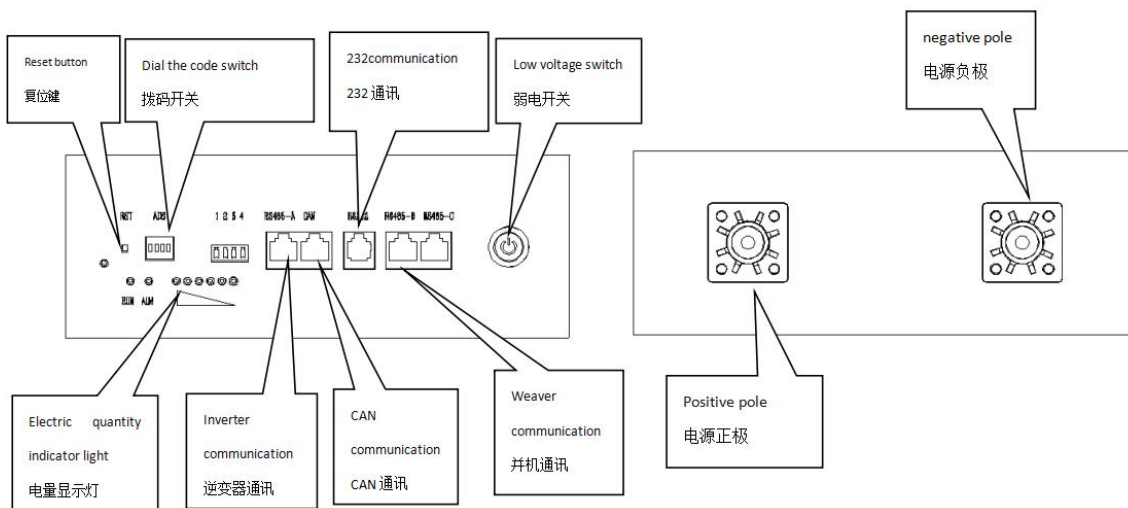 Reset button
复位键
Dial the code switch
拨码开关
232communication
232 通讯
Low voltage switch
弱电开关
negative pole
电源负极
RST
ADS
1 2 3 4
RS485-A
CAN
RS232
RS485-B
RS485-C
RUN
ALM
Electric quantity
indicator light
电量显示灯
Inverter
communication
逆变器通讯
CAN
communication
CAN 通讯
Weaver
communication
并机通讯
Positive pole
电源正极